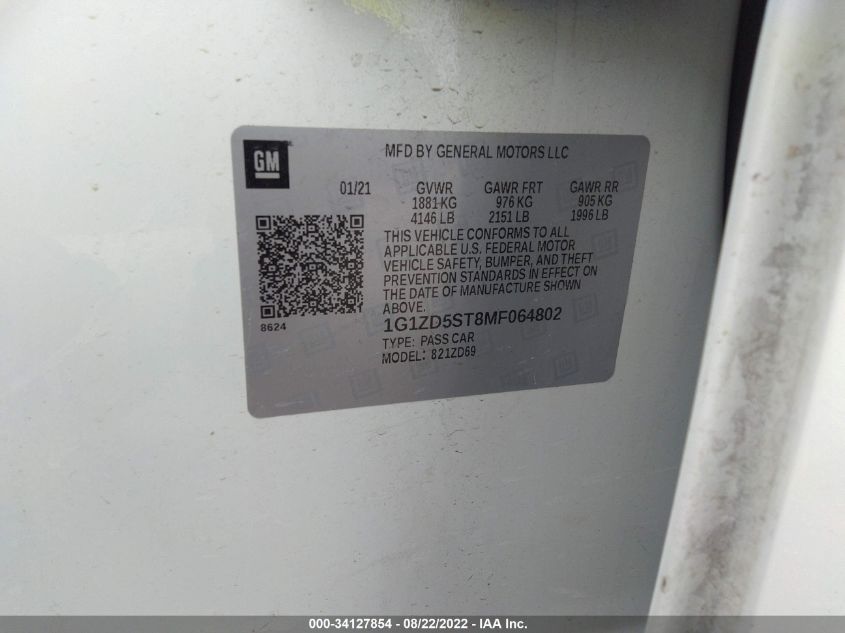 GM
MFD BY GENERAL MOTORS LLC
01/21 GVWR GAWR FRT GAWR RR
1881 KG 976 KG 905 KG
4146 LB 2151 LB 1996 LB
THIS VEHICLE CONFORMS TO ALL
APPLICABLE U.S. FEDERAL MOTOR
VEHICLE SAFETY, BUMPER, AND THEFT
PREVENTION STANDARDS IN EFFECT ON
THE DATE OF MANUFACTURE SHOWN
ABOVE.
8624
1G1ZD5ST8MF064802
TYPE: PASS CAR
MODEL: 821ZD69
000-34127854 - 08/22/2022 - IAA Inc.